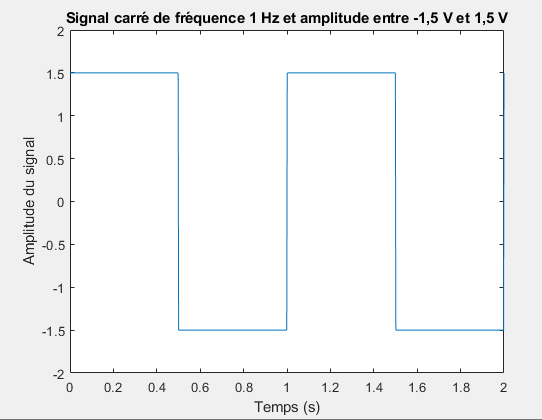 Signal carré de fréquence 1 Hz et amplitude entre -1,5 V et 1,5 V
2
1.5
1
0.5
0
-0.5
-1
-1.5
-2
Amplitude du signal
0 0.2 0.4 0.6 0.8 1 1.2 1.4 1.6 1.8 2
Temps (s)